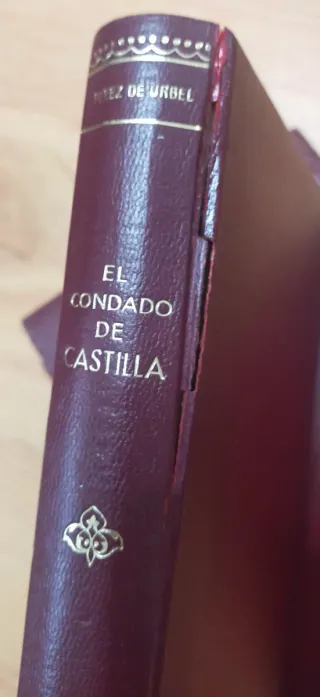 PEREZ DE URBEL
EL
CONDADO
DE
CASTILLA